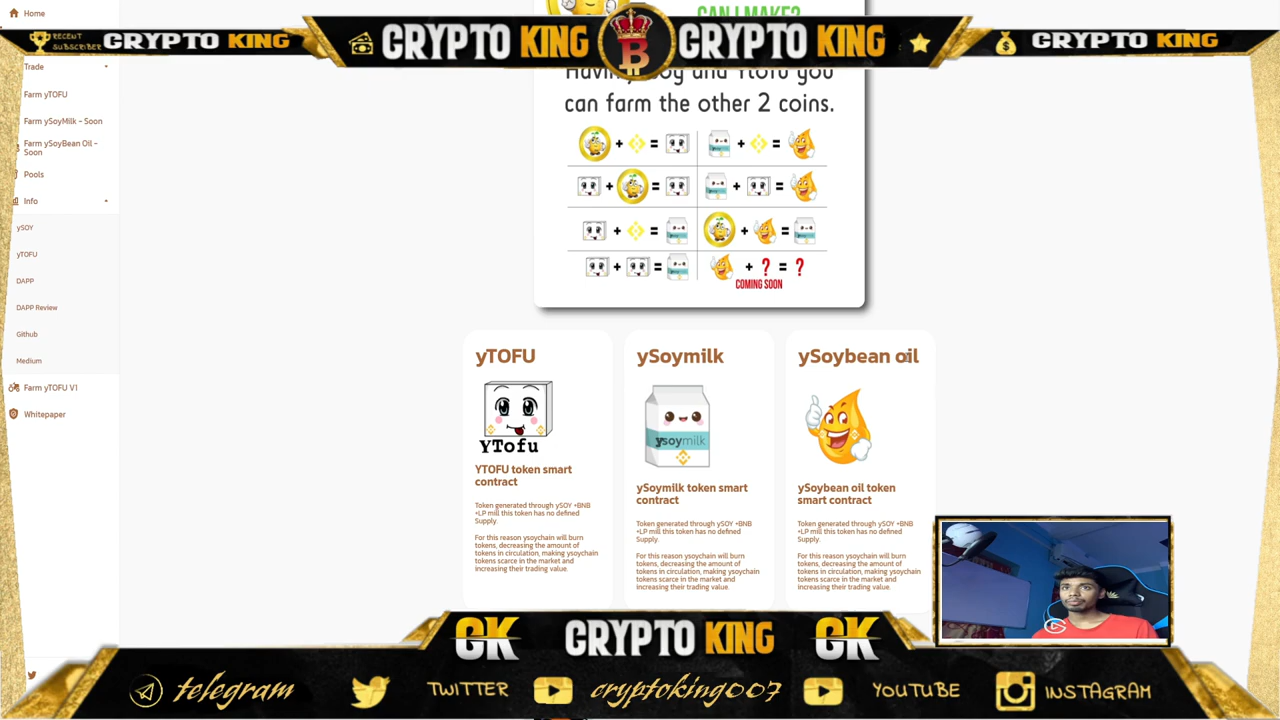 Home
RECENT
SUBSCRIBER
CRYPTO KING
CRYPTO KING
CRYPTO KING
CRYPTO KING
CAN I MAKE?
can farm the other 2 coins.
COMING SOON
Trade
Farm yTOFU
Farm ySoyMilk - Soon
Farm ySoyBean Oil -
Soon
Pools
Info
ySOY
yTOFU
DAPP
DAPP Review
Github
Medium
Farm yTOFU V1
Whitepaper
yTOFU
YTofu
YTOFU token smart
contract
Token generated through ySOY +BNB
+LP mill this token has no defined
Supply.
For this reason ysoychain will burn
tokens, decreasing the amount of
tokens in circulation, making ysoychain
tokens scarce in the market and
increasing their trading value.
ySoymilk
ysoymilk
ySoymilk token smart
contract
Token generated through ySOY +BNB
+LP mill this token has no defined
Supply.
For this reason ysoychain will burn
tokens, decreasing the amount of
tokens in circulation, making ysoychain
tokens scarce in the market and
increasing their trading value.
ySoybean oil
ySoybean oil token
smart contract
Token generated through ySOY +BNB
+LP mill this token has no defined
Supply.
For this reason ysoychain will burn
tokens, decreasing the amount of
tokens in circulation, making ysoychain
tokens scarce in the market and
increasing their trading value.
CK CRYPTO KING CK
telegram
TWITTER
cryptoking007
YOUTUBE
INSTAGRAM